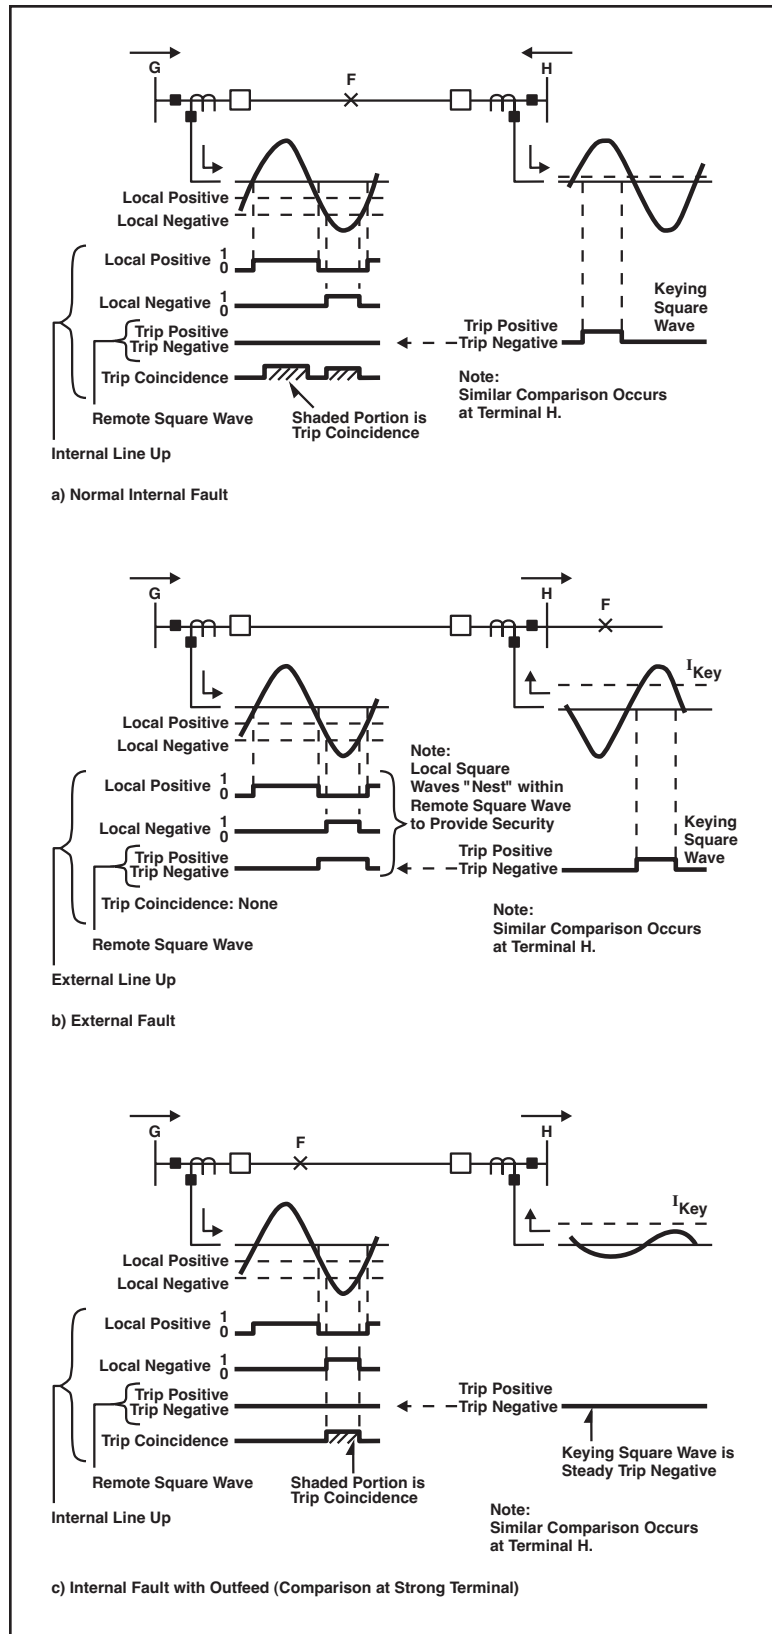 G
F
H
Local Positive
Local Negative
Local Positive 1
0
Local Negative 1
0
Trip Positive
Trip Negative
Trip Coincidence
Remote Square Wave
Internal Line Up
Shaded Portion is
Trip Coincidence
Trip Positive
Trip Negative
Keying
Square
Wave
Note:
Similar Comparison Occurs
at Terminal H.
a) Normal Internal Fault
G
H
F
IKey
Local Positive
Local Negative
Local Positive 1
0
Local Negative 1
0
Trip Positive
Trip Negative
Trip Coincidence: None
Remote Square Wave
External Line Up
Note:
Local Square
Waves "Nest" within
Remote Square Wave
to Provide Security
Trip Positive
Trip Negative
Keying
Square
Wave
Note:
Similar Comparison Occurs
at Terminal H.
b) External Fault
G
F
H
IKey
Local Positive
Local Negative
Local Positive 1
0
Local Negative 1
0
Trip Positive
Trip Negative
Trip Coincidence
Remote Square Wave
Internal Line Up
Shaded Portion is
Trip Coincidence
Trip Positive
Trip Negative
Keying Square Wave is
Steady Trip Negative
Note:
Similar Comparison Occurs
at Terminal H.
c) Internal Fault with Outfeed (Comparison at Strong Terminal)